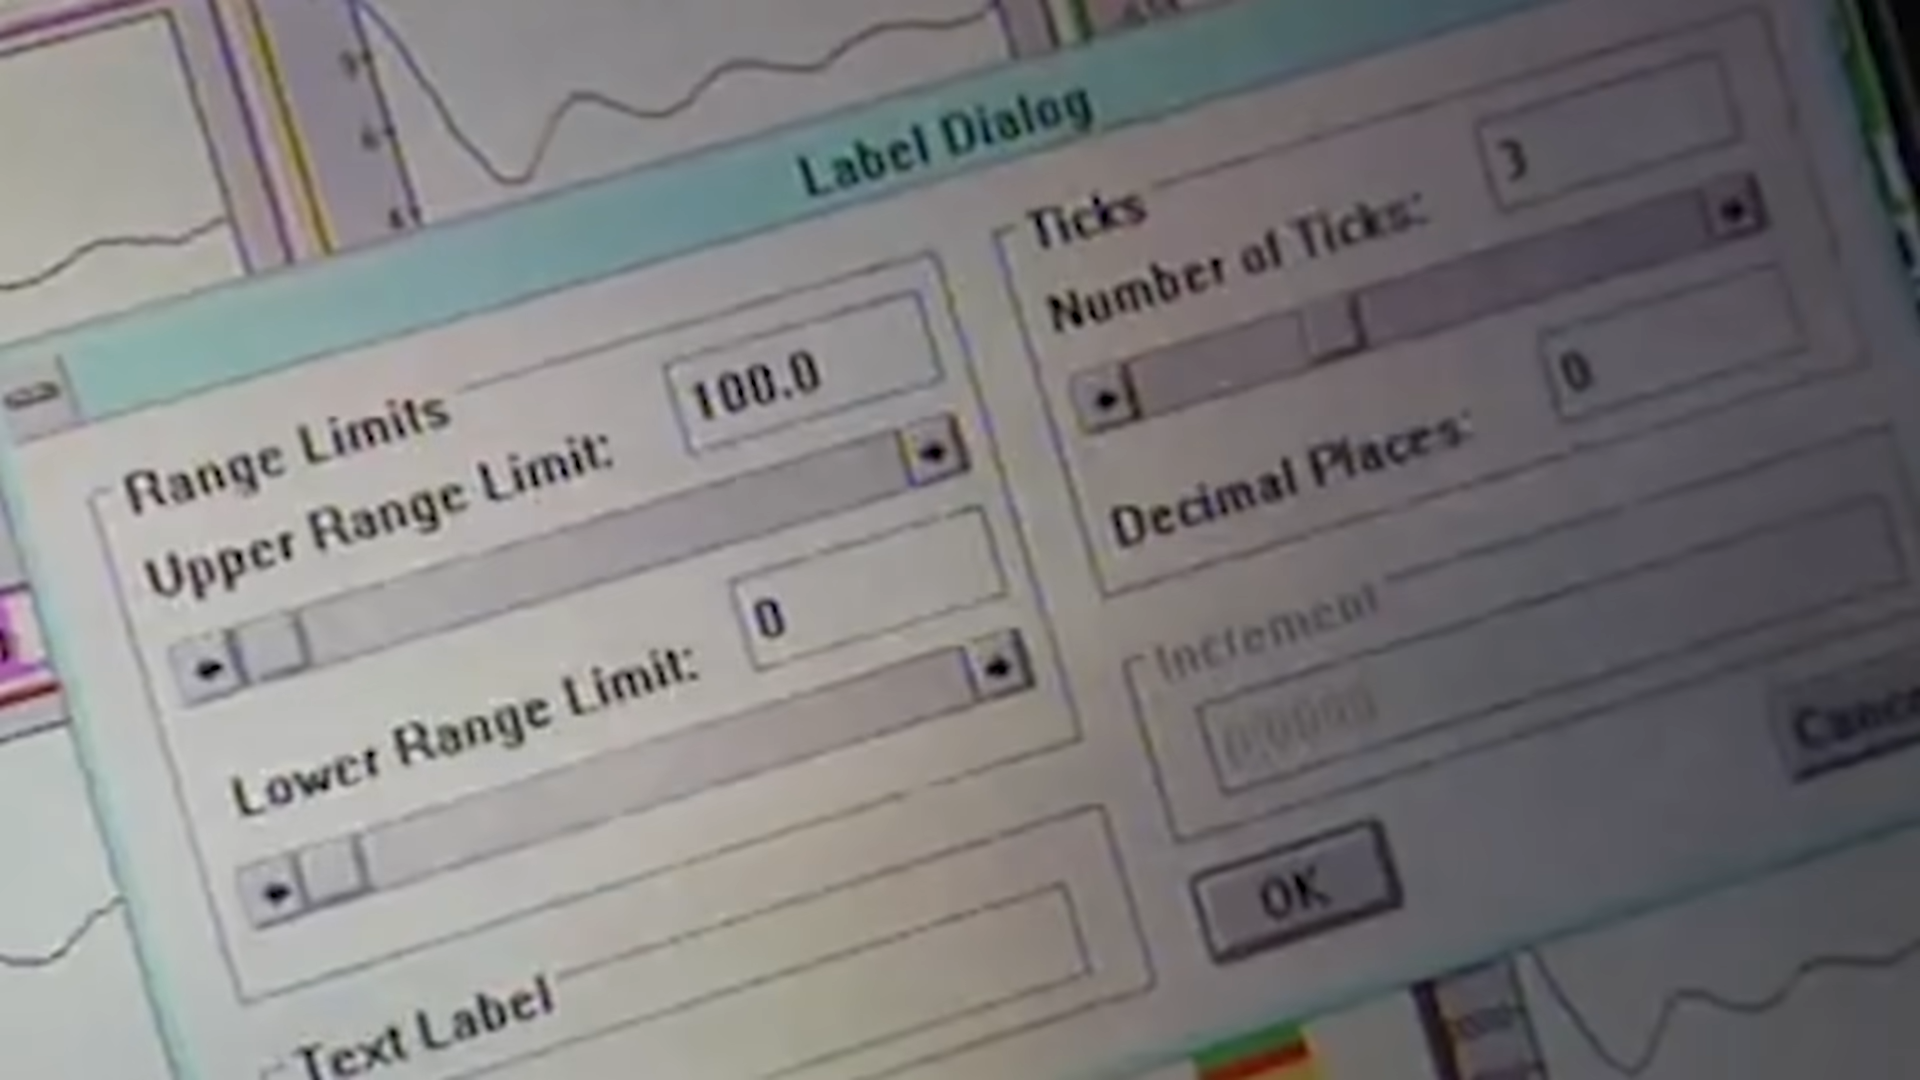 Label Dialog
Range Limits
Upper Range Limit: 100.0
Lower Range Limit: 0
Text Label
Ticks
Number of Ticks: 3
Decimal Places: 0
Increment
OK